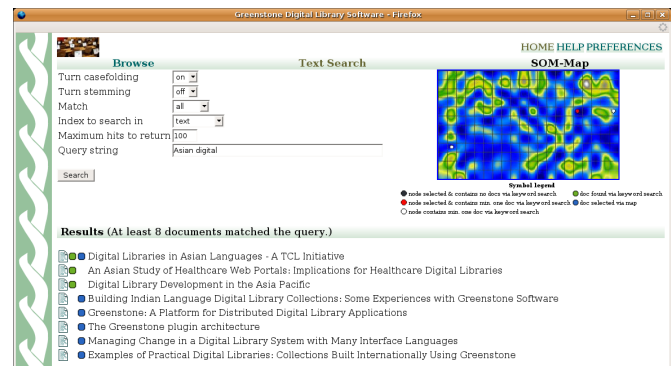 Greenstone Digital Library Software - Firefox
HOME HELP PREFERENCES
Browse Text Search SOM-Map
Turn casefolding on
Turn stemming off
Match all
Index to search in text
Maximum hits to return 100
Query string Asian digital
Search
Symbol legend
node selected & contains no docs via keyword search doc found via keyword search
node selected & contains min. one doc via keyword search doc selected via map
node contains min. one doc via keyword search
Results (At least 8 documents matched the query.)
Digital Libraries in Asian Languages - A TCL Initiative
An Asian Study of Healthcare Web Portals: Implications for Healthcare Digital Libraries
Digital Library Development in the Asia Pacific
Building Indian Language Digital Library Collections: Some Experiences with Greenstone Software
Greenstone: A Platform for Distributed Digital Library Applications
The Greenstone plugin architecture
Managing Change in a Digital Library System with Many Interface Languages
Examples of Practical Digital Libraries: Collections Built Internationally Using Greenstone